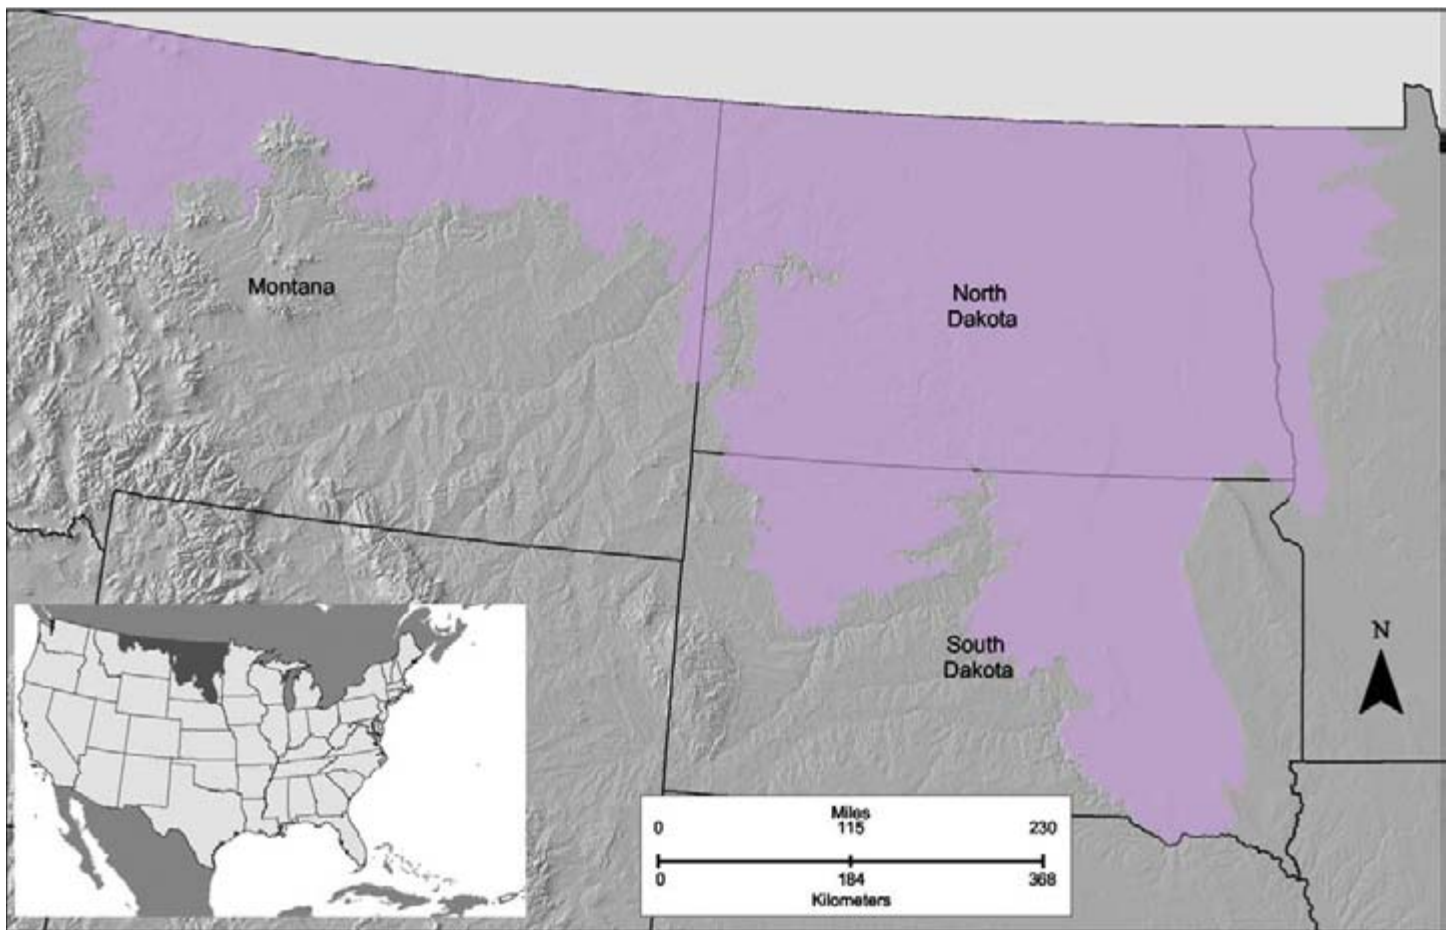 Montana
North
Dakota
South
Dakota
N
Miles
0 115 230
0 184 368
Kilometers